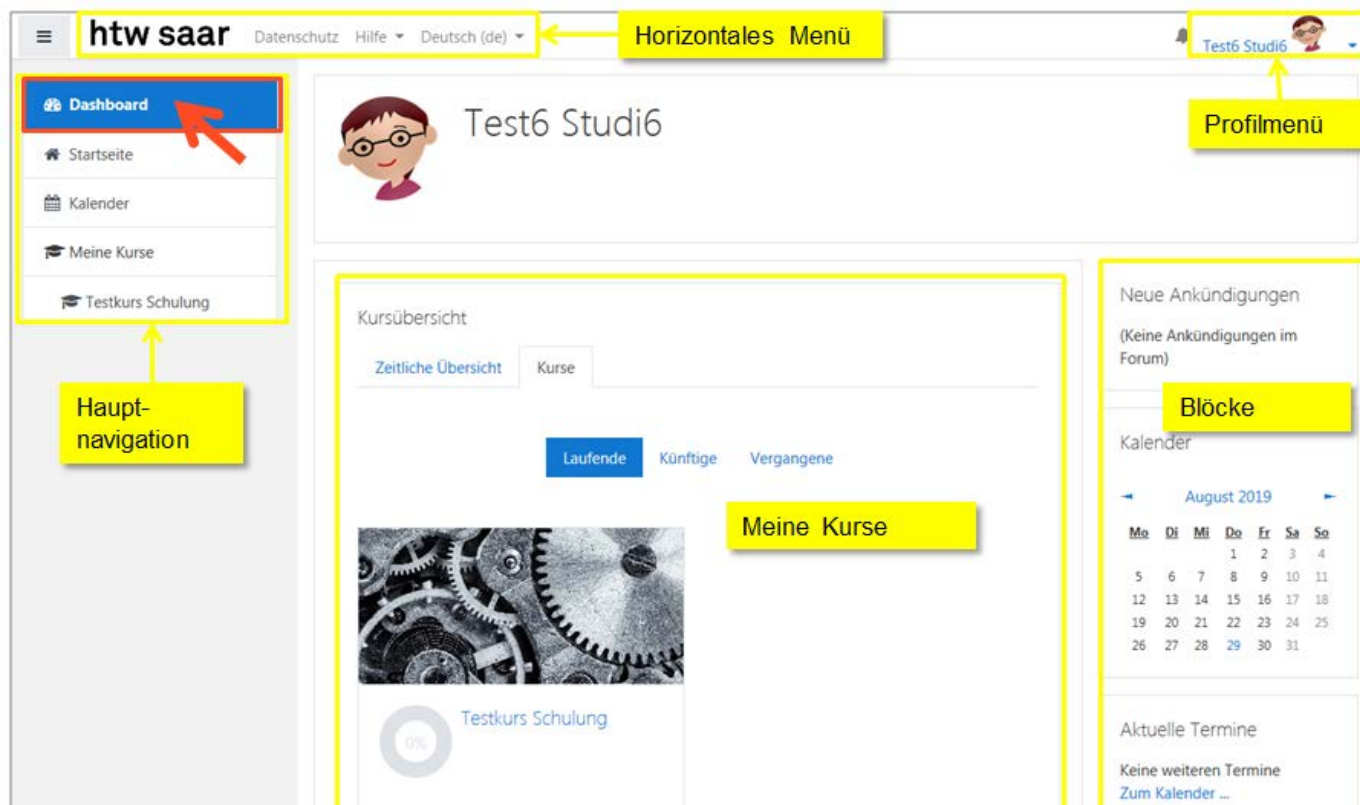 htw saar Datenschutz Hilfe Deutsch (de)
Horizontales Menü
Test6 Studi6
Profilmenü
Dashboard
Startseite
Kalender
Meine Kurse
Testkurs Schulung
Haupt-
navigation
Test6 Studi6
Kursübersicht
Zeitliche Übersicht Kurse
Laufende Künftige Vergangene
Meine Kurse
0%
Testkurs Schulung
Neue Ankündigungen
(Keine Ankündigungen im
Forum)
Blöcke
Kalender
◄ August 2019 ►
Mo Di Mi Do Fr Sa So
1 2 3 4
5 6 7 8 9 10 11
12 13 14 15 16 17 18
19 20 21 22 23 24 25
26 27 28 29 30 31
Aktuelle Termine
Keine weiteren Termine
Zum Kalender ...